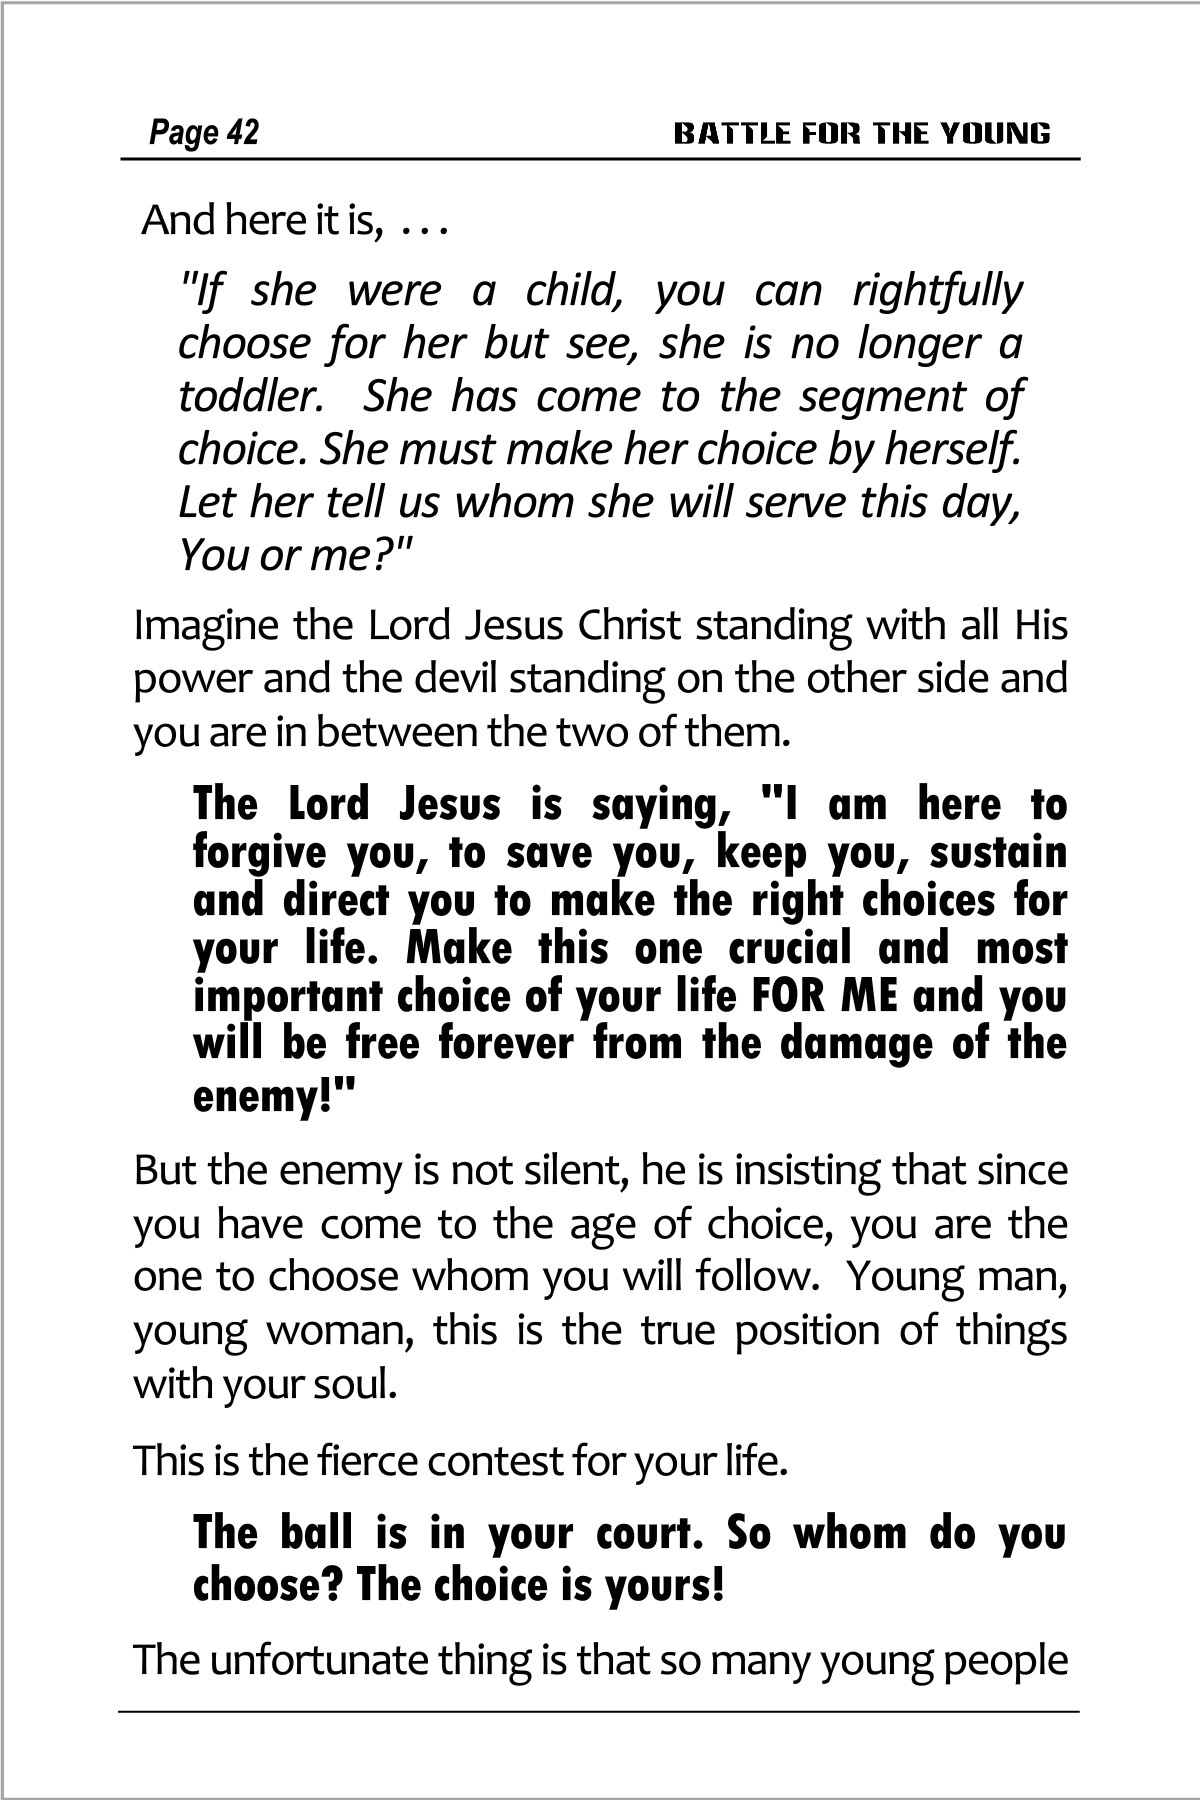 Page 42 BATTLE FOR THE YOUNG
And here it is, ...
"If she were a child, you can rightfully
choose for her but see, she is no longer a
toddler. She has come to the segment of
choice. She must make her choice by herself.
Let her tell us whom she will serve this day,
You or me?"
Imagine the Lord Jesus Christ standing with all His
power and the devil standing on the other side and
you are in between the two of them.
The Lord Jesus is saying, "I am here to
forgive you, to save you, keep you, sustain
and direct you to make the right choices for
your life. Make this one crucial and most
important choice of your life FOR ME and you
will be free forever from the damage of the
enemy!"
But the enemy is not silent, he is insisting that since
you have come to the age of choice, you are the
one to choose whom you will follow. Young man,
young woman, this is the true position of things
with your soul.
This is the fierce contest for your life.
The ball is in your court. So whom do you
choose? The choice is yours!
The unfortunate thing is that so many young people